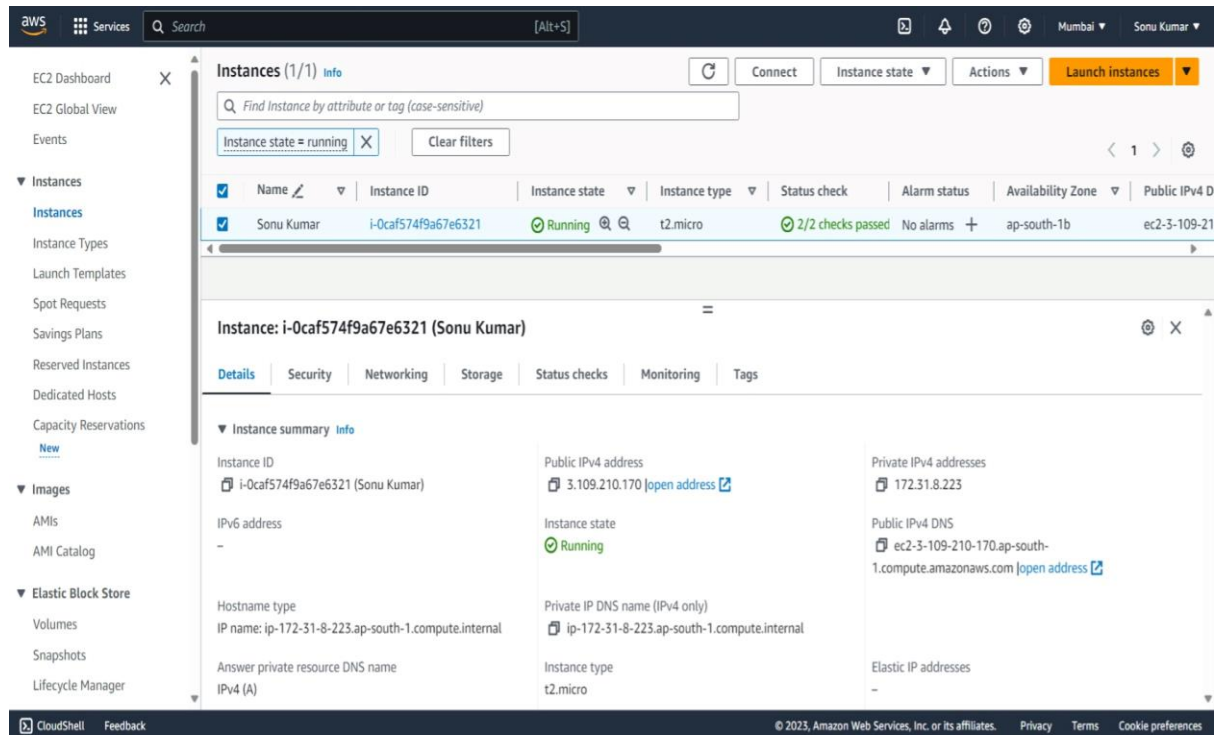 aws Services Search [Alt+S] Mumbai Sonu Kumar
EC2 Dashboard
EC2 Global View
Events
Instances
Instances
Instance Types
Launch Templates
Spot Requests
Savings Plans
Reserved Instances
Dedicated Hosts
Capacity Reservations
New
Images
AMIs
AMI Catalog
Elastic Block Store
Volumes
Snapshots
Lifecycle Manager
Instances (1/1) Info Connect Instance state Actions Launch instances
Find Instance by attribute or tag (case-sensitive)
Instance state = running Clear filters
1
Name Instance ID Instance state Instance type Status check Alarm status Availability Zone Public IPv4 D
Sonu Kumar i-0caf574f9a67e6321 Running t2.micro 2/2 checks passed No alarms + ap-south-1b ec2-3-109-21
Instance: i-0caf574f9a67e6321 (Sonu Kumar)
Details Security Networking Storage Status checks Monitoring Tags
Instance summary Info
Instance ID Public IPv4 address Private IPv4 addresses
i-0caf574f9a67e6321 (Sonu Kumar) 3.109.210.170 |open address 172.31.8.223
IPv6 address Instance state Public IPv4 DNS
– Running ec2-3-109-210-170.ap-south-
1.compute.amazonaws.com |open address
Hostname type Private IP DNS name (IPv4 only)
IP name: ip-172-31-8-223.ap-south-1.compute.internal ip-172-31-8-223.ap-south-1.compute.internal
Answer private resource DNS name Instance type Elastic IP addresses
IPv4 (A) t2.micro –
CloudShell Feedback © 2023, Amazon Web Services, Inc. or its affiliates. Privacy Terms Cookie preferences